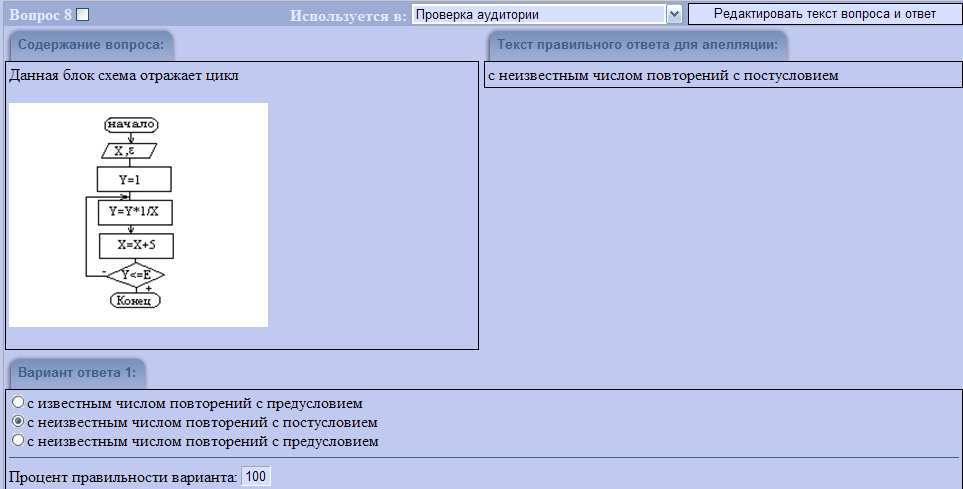 Вопрос 8 Используется в: Проверка аудитории Редактировать текст вопроса и ответ
Содержание вопроса: Текст правильного ответа для апелляции:
Данная блок схема отражает цикл с неизвестным числом повторений с постусловием
начало
X,ε
Y=1
Y=Y*1/X
X=X+5
- Y<=E
+
Конец
Вариант ответа 1:
с известным числом повторений с предусловием
с неизвестным числом повторений с постусловием
с неизвестным числом повторений с предусловием
Процент правильности варианта: 100